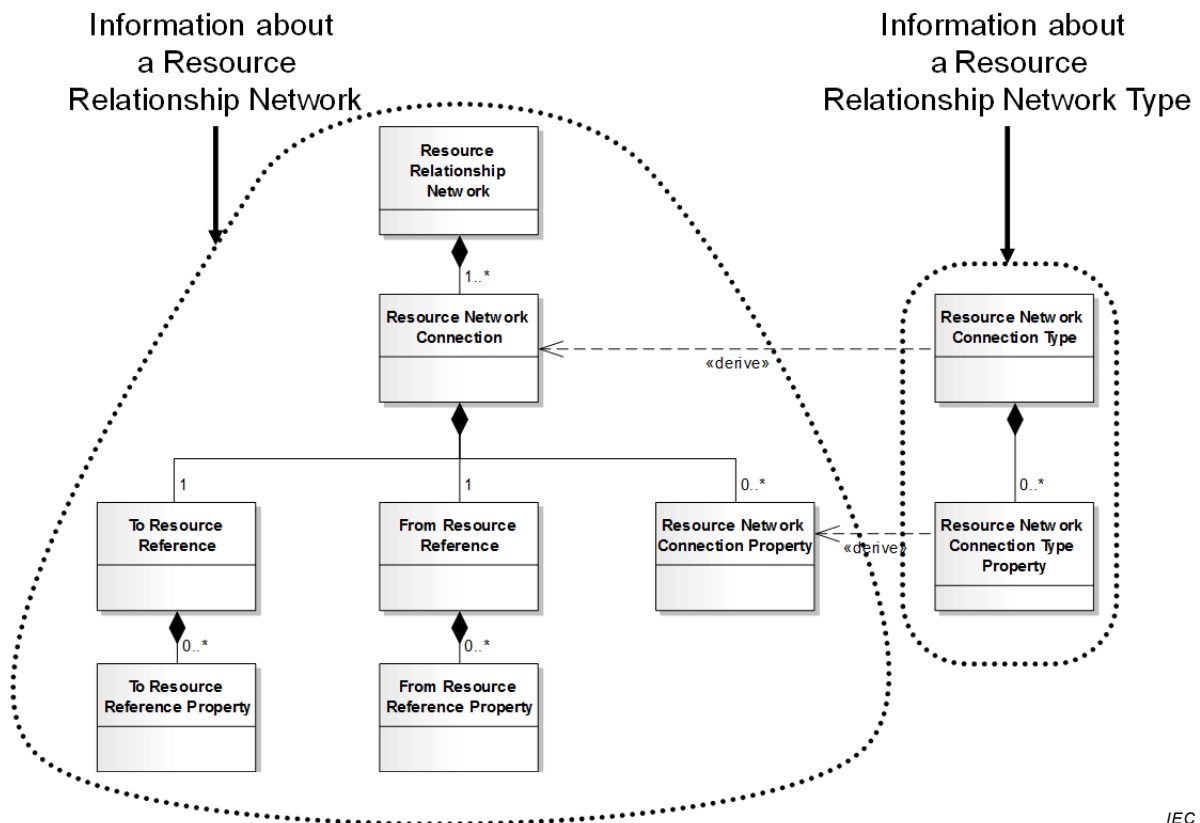 Information about
a Resource
Relationship Network
Information about
a Resource
Relationship Network Type
Resource
Relationship
Network
1..*
Resource Network
Connection
Resource Network
Connection Type
«derive»
1
1
0..*
0..*
To Resource
Reference
From Resource
Reference
Resource Network
Connection Property
Resource Network
Connection Type
Property
«derive»
0..*
0..*
To Resource
Reference Property
From Resource
Reference Property
IEC